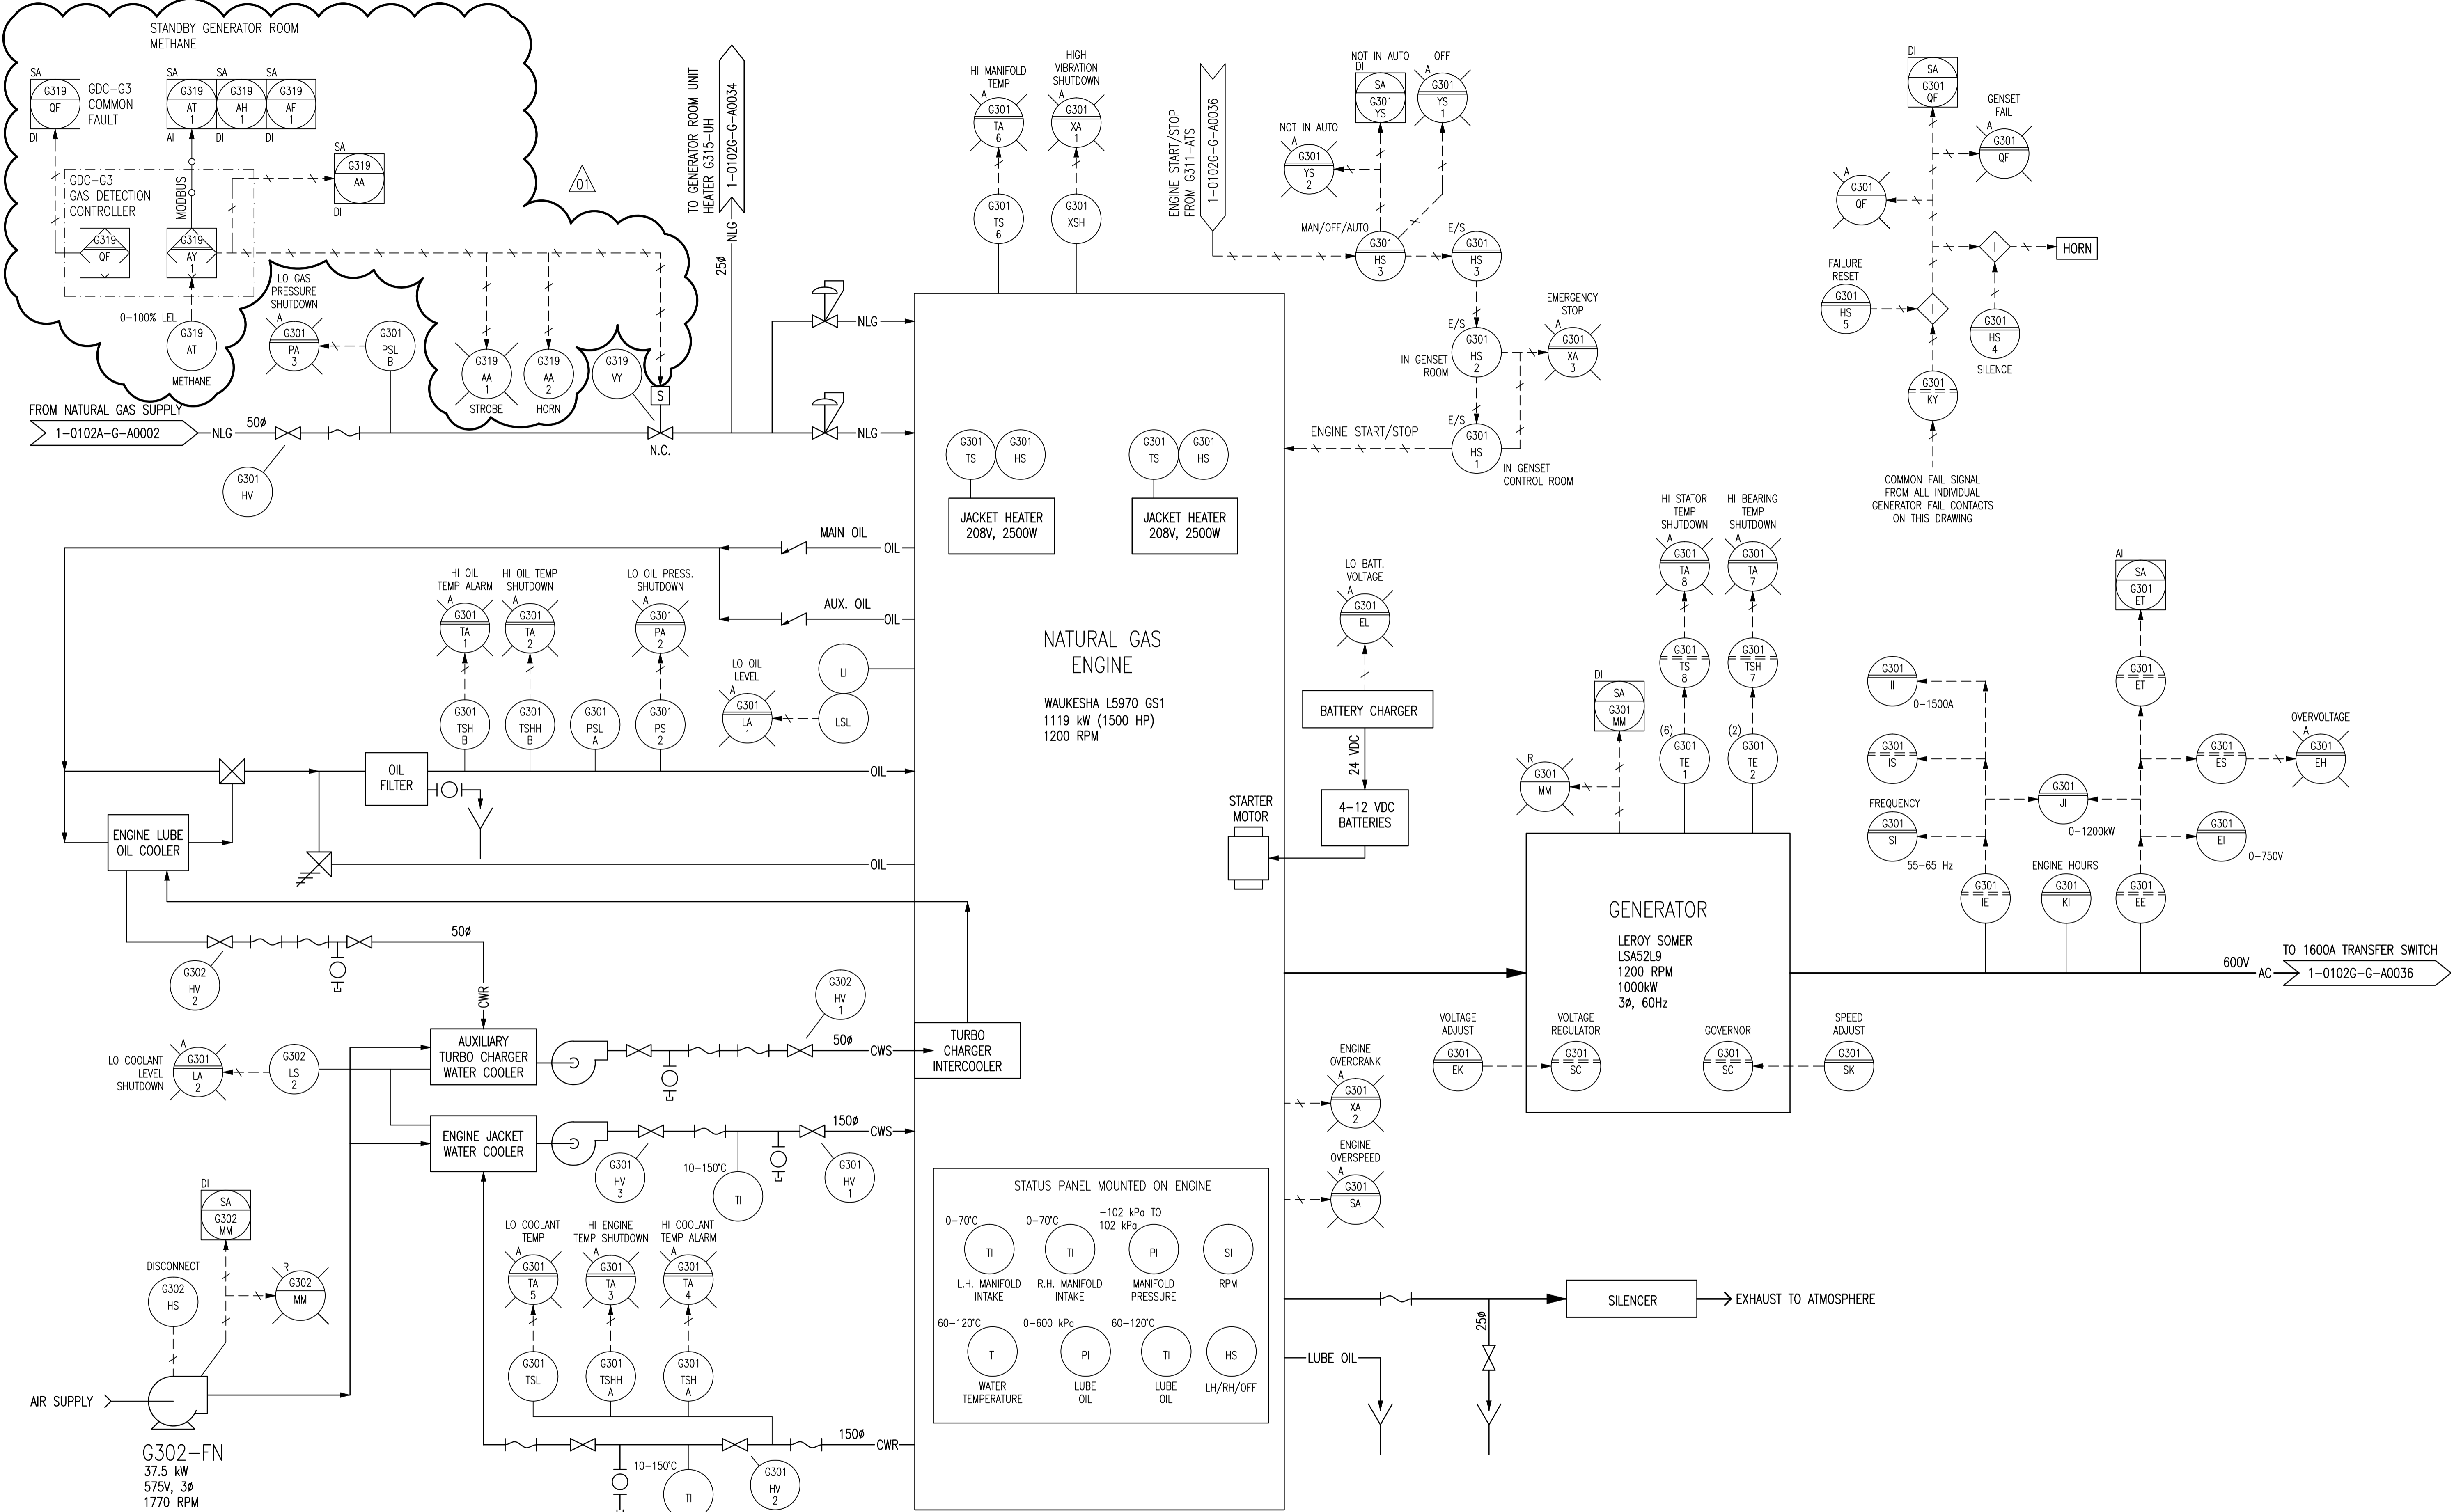 STANDBY GENERATOR ROOM
METHANE
SA
G319
QF
DI
GDC-G3
COMMON
FAULT
SA
G319
AT
1
AI
SA
G319
AH
1
DI
SA
G319
AF
1
DI
SA
G319
AA
DI
GDC-G3
GAS DETECTION
CONTROLLER
MODBUS
G319
QF
G319
AY
1
0-100% LEL
G319
AT
METHANE
LO GAS
PRESSURE
SHUTDOWN
A
G301
PA
3
G301
PSL
B
G319
AA
1
STROBE
G319
AA
2
HORN
G319
VY
S
N.C.
01
FROM NATURAL GAS SUPPLY
1-0102A-G-A0002
NLG
50ø
G301
HV
TO GENERATOR ROOM UNIT
HEATER G315-UH
1-0102G-G-A0034
NLG
25ø
NLG
NLG
HI MANIFOLD
TEMP
A
G301
TA
6
G301
TS
6
HIGH
VIBRATION
SHUTDOWN
A
G301
XA
1
G301
XSH
ENGINE START/STOP
FROM G311-ATS
1-0102G-G-A0036
NOT IN AUTO
DI
SA
G301
YS
OFF
A
G301
YS
1
NOT IN AUTO
A
G301
YS
2
MAN/OFF/AUTO
G301
HS
3
E/S
G301
HS
3
E/S
G301
HS
2
IN GENSET
ROOM
EMERGENCY
STOP
A
G301
XA
3
E/S
G301
HS
1
IN GENSET
CONTROL ROOM
ENGINE START/STOP
DI
SA
G301
QF
GENSET
FAIL
A
G301
QF
A
G301
QF
I
HORN
FAILURE
RESET
G301
HS
5
I
G301
HS
4
SILENCE
G301
KY
COMMON FAIL SIGNAL
FROM ALL INDIVIDUAL
GENERATOR FAIL CONTACTS
ON THIS DRAWING
G301
TS
G301
HS
JACKET HEATER
208V, 2500W
G301
TS
G301
HS
JACKET HEATER
208V, 2500W
NATURAL GAS
ENGINE
WAUKESHA L5970 GS1
1119 kW (1500 HP)
1200 RPM
MAIN OIL
OIL
AUX. OIL
OIL
HI OIL
TEMP ALARM
A
G301
TA
1
G301
TSH
B
HI OIL TEMP
SHUTDOWN
A
G301
TA
2
G301
TSHH
B
G301
PSL
A
LO OIL PRESS.
SHUTDOWN
A
G301
PA
2
G301
PS
2
LO OIL
LEVEL
A
G301
LA
1
LI
LSL
OIL
FILTER
OIL
OIL
ENGINE LUBE
OIL COOLER
50ø
CWR
G302
HV
2
LO BATT.
VOLTAGE
A
G301
EL
BATTERY CHARGER
24 VDC
4-12 VDC
BATTERIES
STARTER
MOTOR
HI STATOR
TEMP
SHUTDOWN
A
G301
TA
8
G301
TS
8
(6)
G301
TE
1
HI BEARING
TEMP
SHUTDOWN
A
G301
TA
7
G301
TSH
7
(2)
G301
TE
2
DI
SA
G301
MM
R
G301
MM
GENERATOR
LEROY SOMER
LSA52L9
1200 RPM
1000kW
3ø, 60Hz
VOLTAGE
ADJUST
G301
EK
VOLTAGE
REGULATOR
G301
SC
GOVERNOR
G301
SC
SPEED
ADJUST
G301
SK
G301
II
0-1500A
G301
IS
FREQUENCY
G301
SI
55-65 Hz
G301
IE
ENGINE HOURS
G301
KI
G301
JI
0-1200kW
AI
SA
G301
ET
G301
ET
G301
ES
OVERVOLTAGE
A
G301
EH
G301
EI
0-750V
G301
EE
600V
AC
TO 1600A TRANSFER SWITCH
1-0102G-G-A0036
LO COOLANT
LEVEL
SHUTDOWN
A
G301
LA
2
G302
LS
2
AUXILIARY
TURBO CHARGER
WATER COOLER
G302
HV
1
50ø
CWS
TURBO
CHARGER
INTERCOOLER
ENGINE JACKET
WATER COOLER
G301
HV
3
10-150°C
TI
150ø
CWS
G301
HV
1
ENGINE
OVERCRANK
A
G301
XA
2
ENGINE
OVERSPEED
A
G301
SA
DI
SA
G302
MM
R
G302
MM
DISCONNECT
G302
HS
AIR SUPPLY
G302-FN
37.5 kW
575V, 3ø
1770 RPM
LO COOLANT
TEMP
A
G301
TA
5
G301
TSL
HI ENGINE
TEMP SHUTDOWN
A
G301
TA
3
G301
TSHH
A
HI COOLANT
TEMP ALARM
A
G301
TA
4
G301
TSH
A
10-150°C
TI
G301
HV
2
150ø
CWR
STATUS PANEL MOUNTED ON ENGINE
0-70°C
TI
L.H. MANIFOLD
INTAKE
0-70°C
TI
R.H. MANIFOLD
INTAKE
-102 kPa TO
102 kPa
PI
MANIFOLD
PRESSURE
SI
RPM
60-120°C
TI
WATER
TEMPERATURE
0-600 kPa
PI
LUBE
OIL
60-120°C
TI
LUBE
OIL
HS
LH/RH/OFF
LUBE OIL
25ø
SILENCER
EXHAUST TO ATMOSPHERE